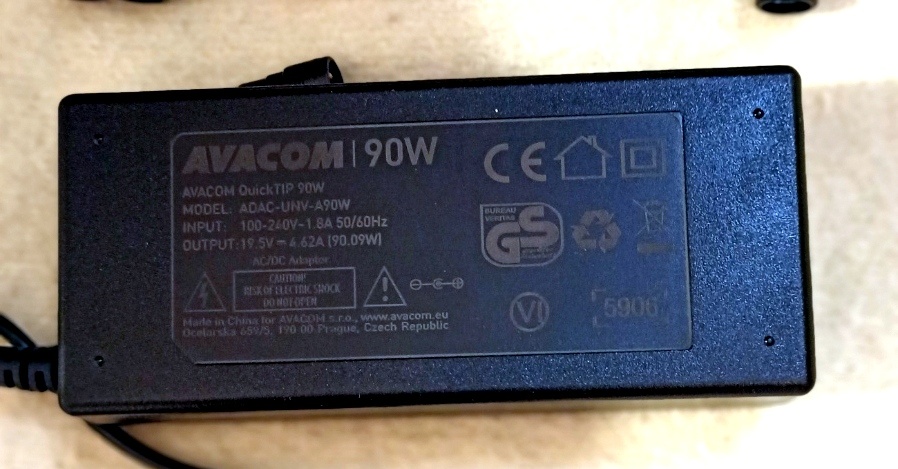 AVACOM | 90W
AVACOM QuickTIP 90W
MODEL: ADAC-UNV-A90W
INPUT: 100-240V~1.8A 50/60Hz
OUTPUT: 19.5V ⎓ 4.62A (90.09W)
AC/DC Adaptor
CAUTION!
RISK OF ELECTRIC SHOCK
DO NOT OPEN
Made in China for AVACOM s.r.o., www.avacom.eu
Ocelarska 659/5, 190 00 Prague, Czech Republic
CE
BUREAU
VERITAS
GS
VI
5906